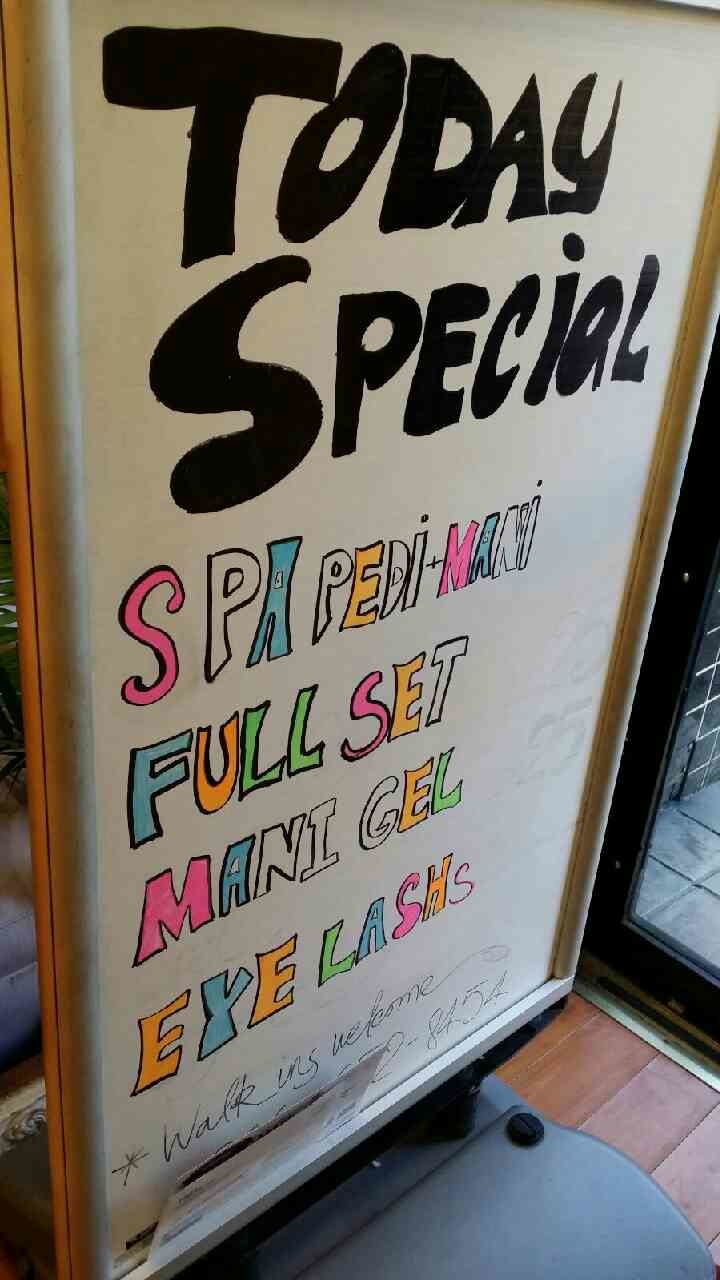 TODAY
SPECIAL
SPA PEDI+MANI
FULL SET
MANI GEL
EYE LASHS
* Walk ins welcome